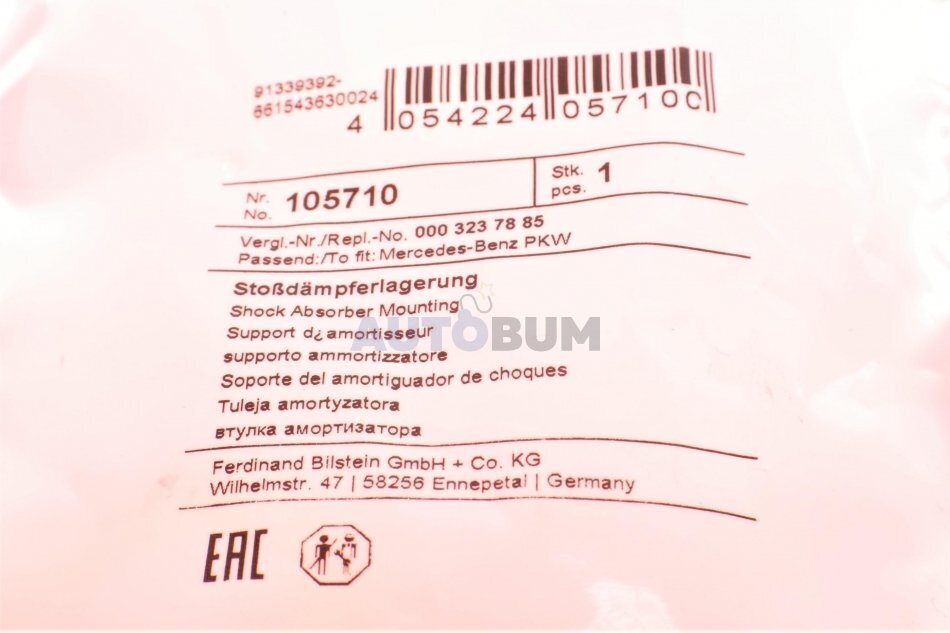 91339392-
661543630024
4 054224 05710
Nr.
No. 105710
Stk.
pcs. 1
Vergl.-Nr./Repl.-No. 000 323 78 85
Passend:/To fit: Mercedes-Benz PKW
Stoßdämpferlagerung
Shock Absorber Mounting
Support d¿amortisseur
AUTOBUM
supporto ammortizzatore
Soporte del amortiguador de choques
Tuleja amortyzatora
втулка амортизатора
Ferdinand Bilstein GmbH + Co. KG
Wilhelmstr. 47 | 58256 Ennepetal | Germany
EAC